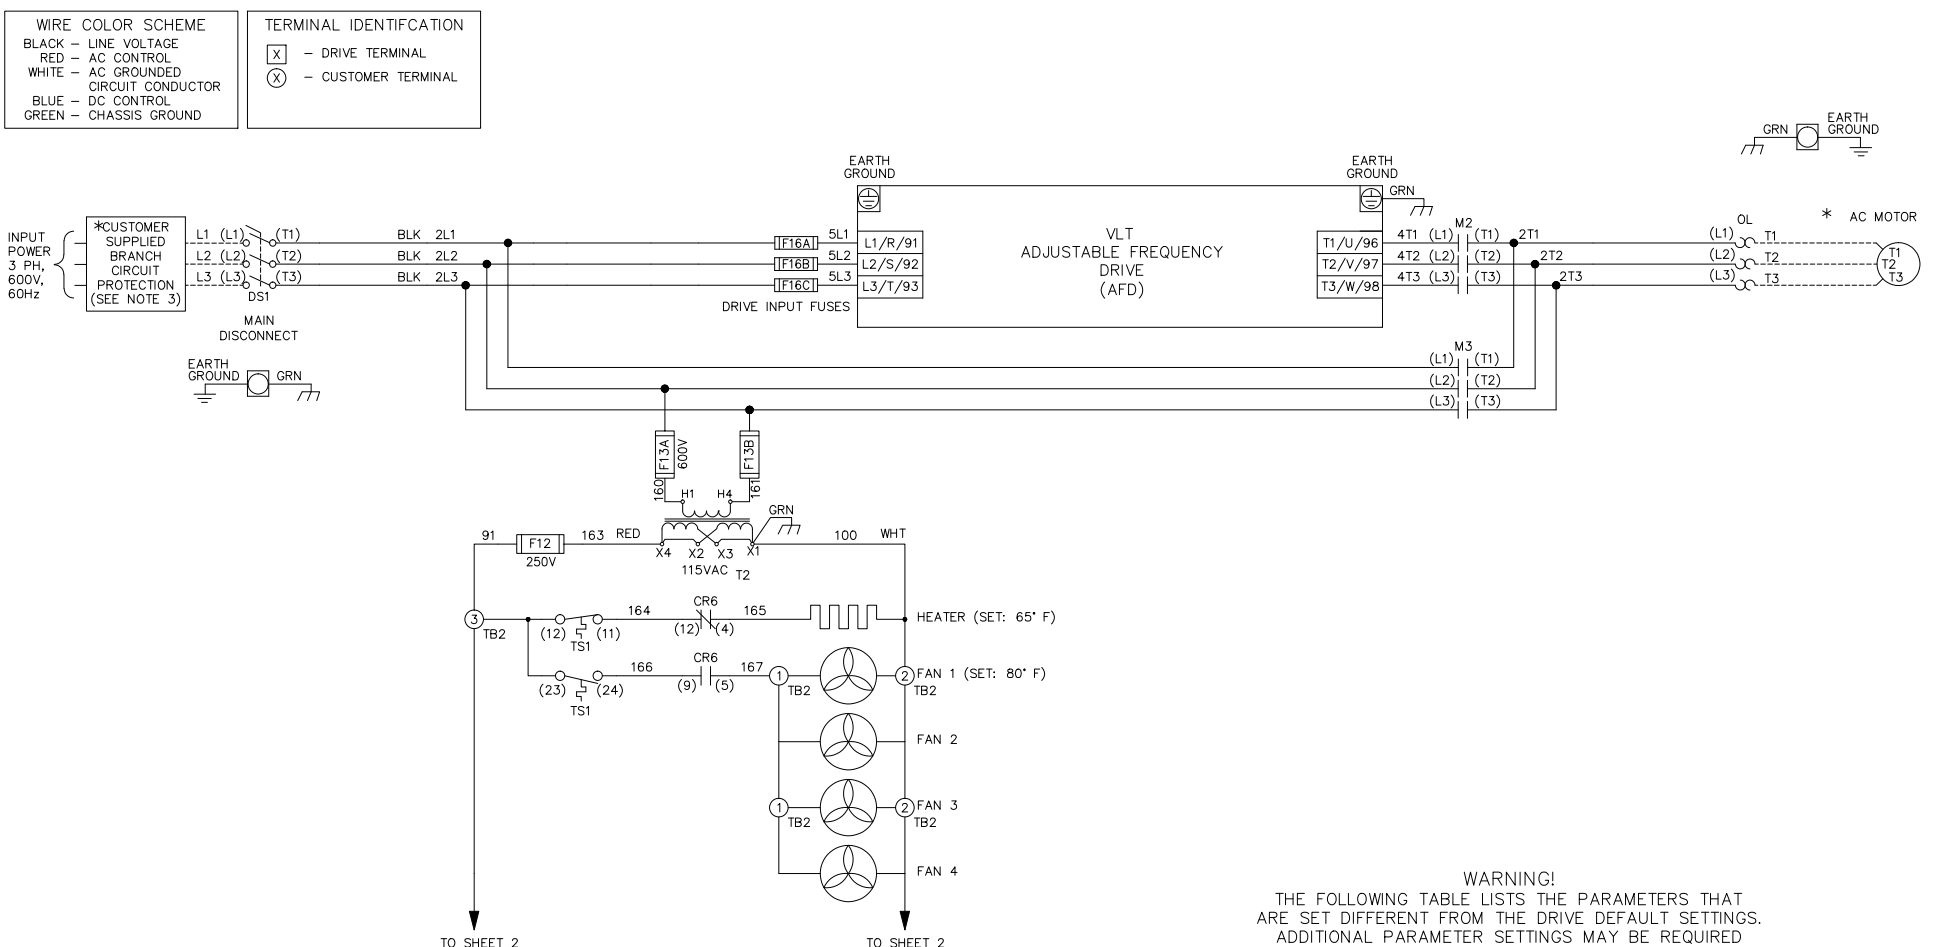 WIRE COLOR SCHEME
BLACK – LINE VOLTAGE
RED – AC CONTROL
WHITE – AC GROUNDED
CIRCUIT CONDUCTOR
BLUE – DC CONTROL
GREEN – CHASSIS GROUND
TERMINAL IDENTIFCATION
X – DRIVE TERMINAL
X – CUSTOMER TERMINAL
GRN
EARTH
GROUND
EARTH
GROUND
EARTH
GROUND
GRN
INPUT
POWER
3 PH,
600V,
60Hz
*CUSTOMER
SUPPLIED
BRANCH
CIRCUIT
PROTECTION
(SEE NOTE 3)
L1 (L1) (T1)
L2 (L2) (T2)
L3 (L3) (T3)
DS1
MAIN
DISCONNECT
BLK 2L1
BLK 2L2
BLK 2L3
F16A 5L1
F16B 5L2
F16C 5L3
DRIVE INPUT FUSES
L1/R/91
L2/S/92
L3/T/93
VLT
ADJUSTABLE FREQUENCY
DRIVE
(AFD)
T1/U/96
T2/V/97
T3/W/98
M2
4T1 (L1) (T1) 2T1
4T2 (L2) (T2) 2T2
4T3 (L3) (T3) 2T3
OL
(L1) T1
(L2) T2
(L3) T3
* AC MOTOR
T1
T2
T3
EARTH
GROUND
GRN
M3
(L1) (T1)
(L2) (T2)
(L3) (T3)
F13A
600V
F13B
160
161
H1 H4
GRN
91
F12
250V
163 RED
X4 X2 X3 X1
115VAC T2
100 WHT
3
TB2
(12) (11)
TS1
164
CR6
(12) (4)
165
HEATER (SET: 65° F)
(23) (24)
TS1
166
CR6
(9) (5)
167
1
TB2
2
TB2
FAN 1 (SET: 80° F)
FAN 2
1
TB2
2
TB2
FAN 3
FAN 4
TO SHEET 2
TO SHEET 2
WARNING!
THE FOLLOWING TABLE LISTS THE PARAMETERS THAT
ARE SET DIFFERENT FROM THE DRIVE DEFAULT SETTINGS.
ADDITIONAL PARAMETER SETTINGS MAY BE REQUIRED